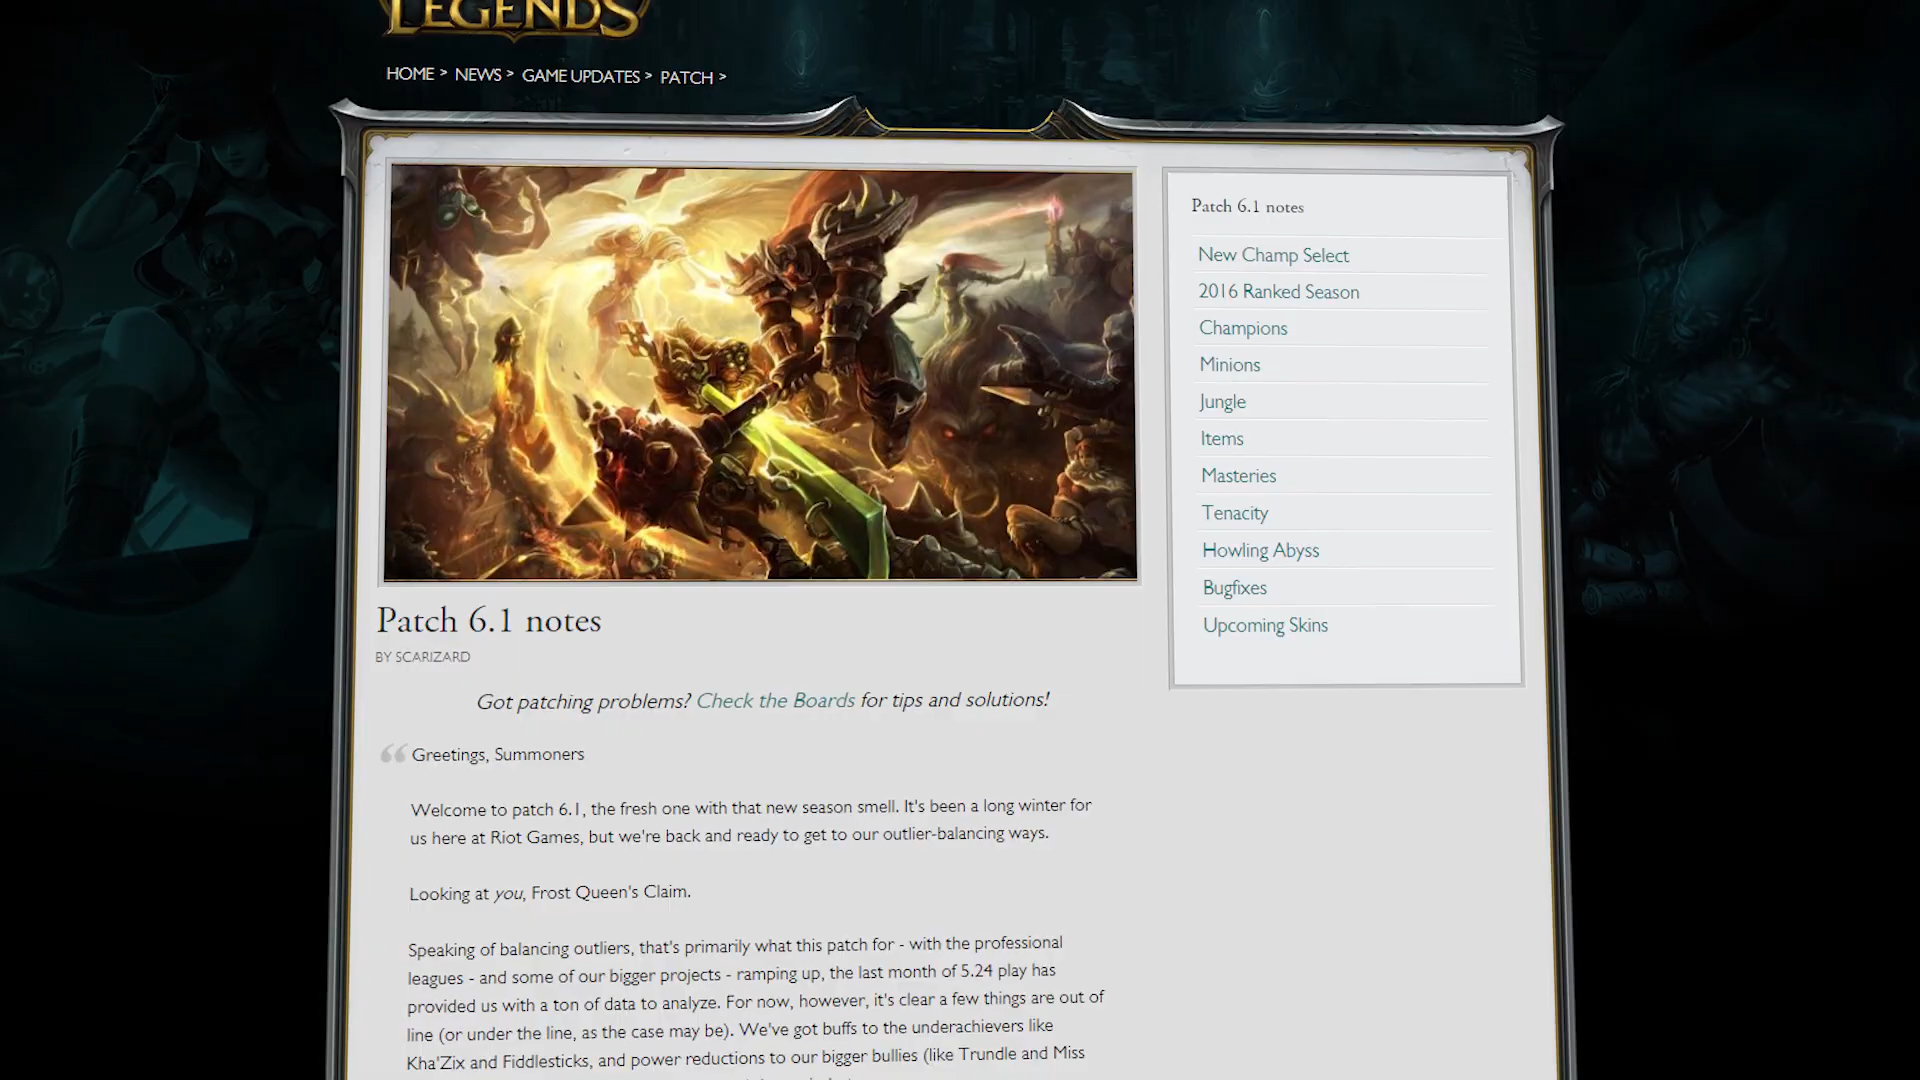 LEGENDS
HOME > NEWS > GAME UPDATES > PATCH >
Patch 6.1 notes
New Champ Select
2016 Ranked Season
Champions
Minions
Jungle
Items
Masteries
Tenacity
Howling Abyss
Bugfixes
Upcoming Skins
Patch 6.1 notes
BY SCARIZARD
Got patching problems? Check the Boards for tips and solutions!
“ Greetings, Summoners
Welcome to patch 6.1, the fresh one with that new season smell. It's been a long winter for
us here at Riot Games, but we're back and ready to get to our outlier-balancing ways.
Looking at you, Frost Queen's Claim.
Speaking of balancing outliers, that's primarily what this patch for - with the professional
leagues - and some of our bigger projects - ramping up, the last month of 5.24 play has
provided us with a ton of data to analyze. For now, however, it's clear a few things are out of
line (or under the line, as the case may be). We've got buffs to the underachievers like
Kha'Zix and Fiddlesticks, and power reductions to our bigger bullies (like Trundle and Miss